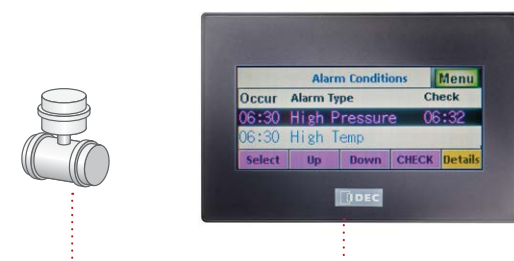 Alarm Conditions Menu
Occur Alarm Type Check
06:30 High Pressure 06:32
06:30 High Temp
Select Up Down CHECK Details
IDEC